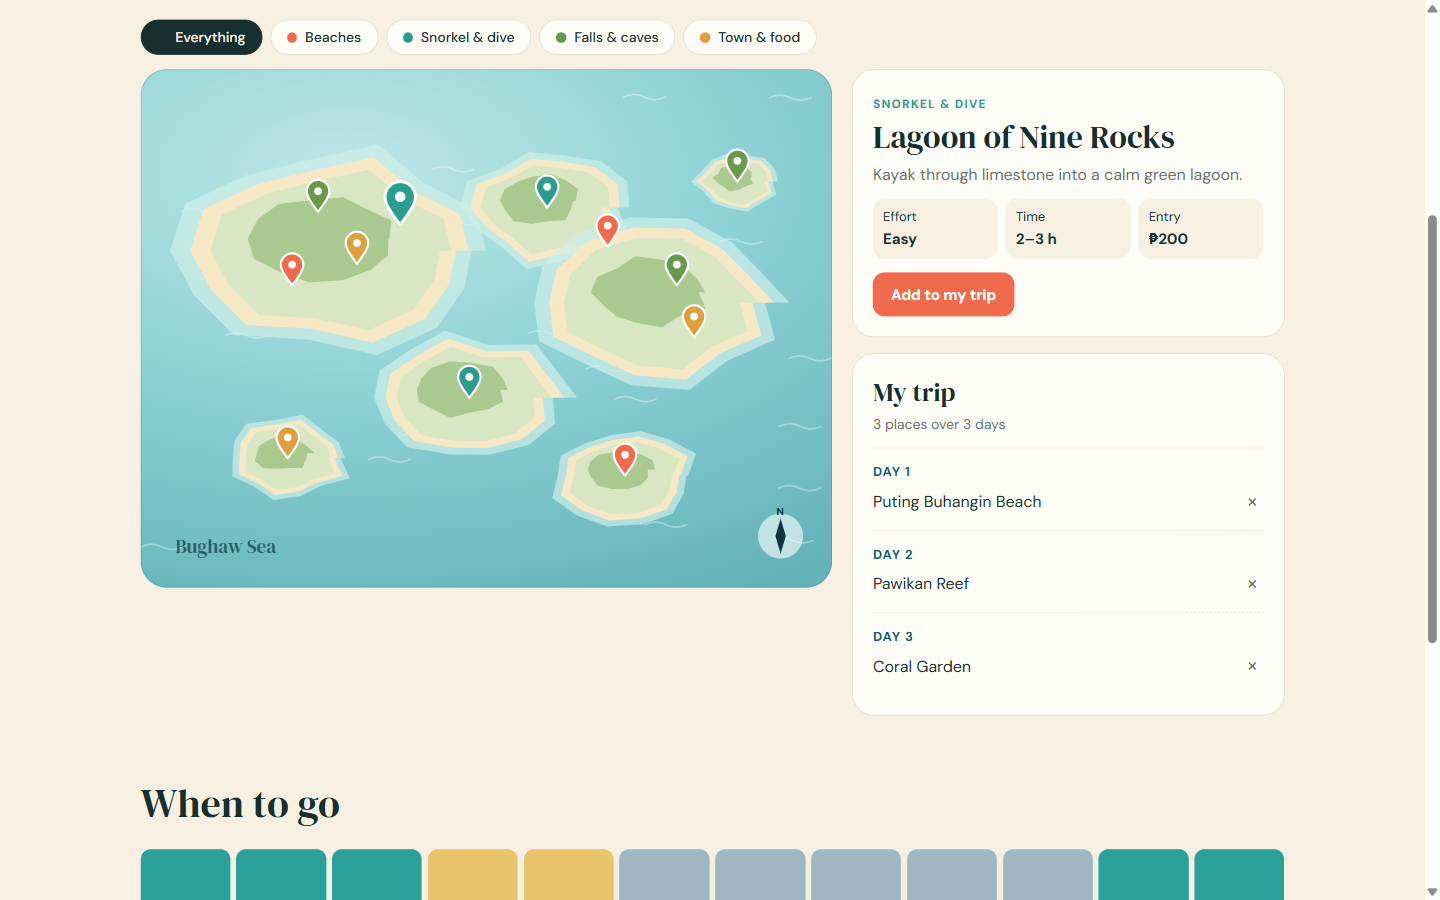 Everything
Beaches
Snorkel & dive
Falls & caves
Town & food
N
Bughaw Sea
SNORKEL & DIVE
Lagoon of Nine Rocks
Kayak through limestone into a calm green lagoon.
Effort
Easy
Time
2–3 h
Entry
₱200
Add to my trip
My trip
3 places over 3 days
DAY 1
Puting Buhangin Beach ×
DAY 2
Pawikan Reef ×
DAY 3
Coral Garden ×
When to go